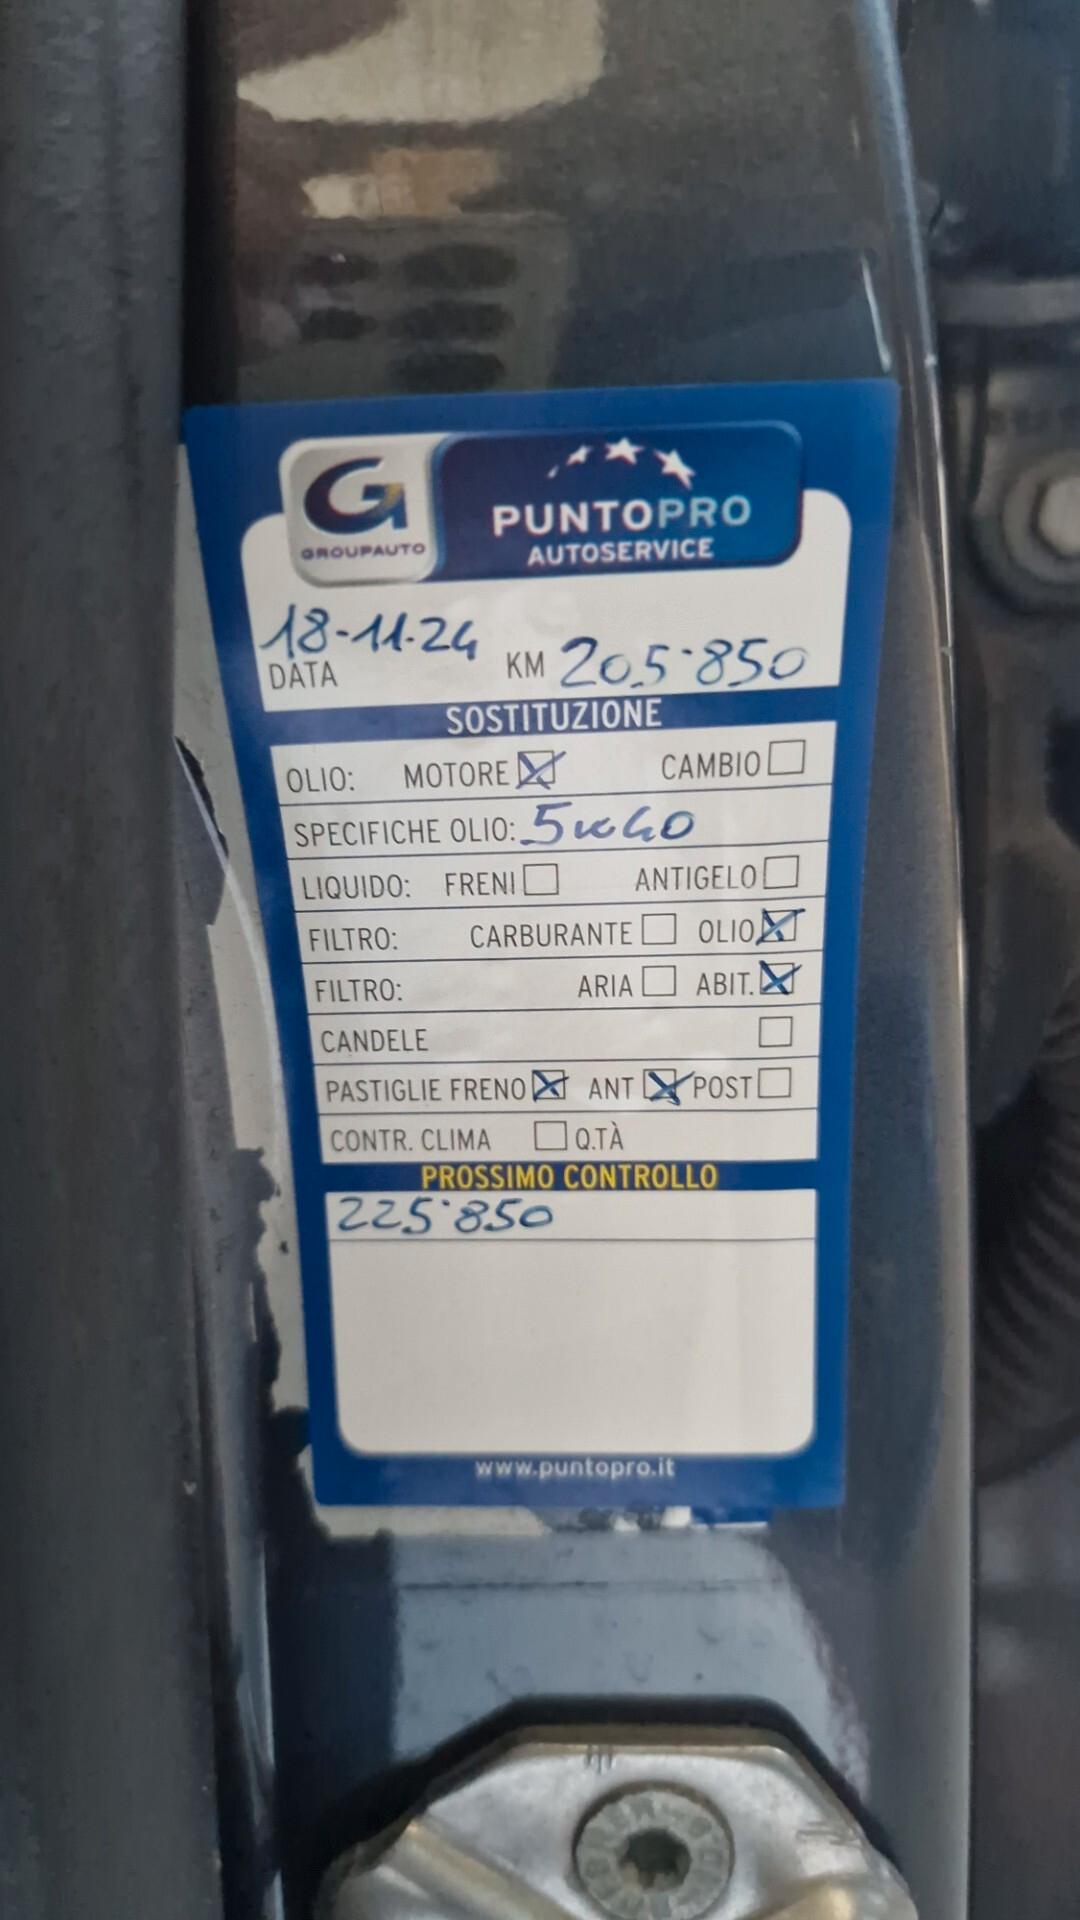 G
GROUPAUTO
PUNTOPRO
AUTOSERVICE
18-11-24
DATA KM 205'850
SOSTITUZIONE
OLIO: MOTORE CAMBIO
SPECIFICHE OLIO: 5w40
LIQUIDO: FRENI ANTIGELO
FILTRO: CARBURANTE OLIO
FILTRO: ARIA ABIT.
CANDELE
PASTIGLIE FRENO ANT POST
CONTR. CLIMA Q.TÀ
PROSSIMO CONTROLLO
225'850
www.puntopro.it